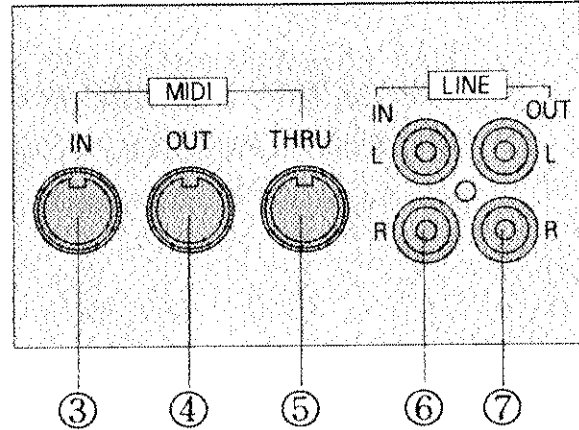 MIDI
LINE
IN OUT THRU
IN OUT
L L
R R
③ ④ ⑤ ⑥ ⑦